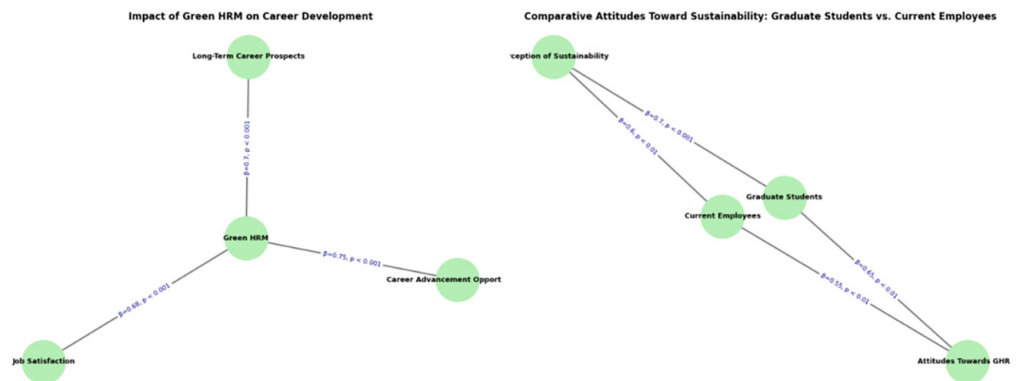 Impact of Green HRM on Career Development
Long-Term Career Prospects
β=0.7, p < 0.001
Green HRM
β=0.75, p < 0.001
Career Advancement Opport
β=0.68, p < 0.001
Job Satisfaction
Comparative Attitudes Toward Sustainability: Graduate Students vs. Current Employees
ception of Sustainability
β=0.7, p < 0.001
β=0.6, p < 0.01
Graduate Students
Current Employees
β=0.65, p < 0.01
β=0.55, p < 0.01
Attitudes Towards GHR